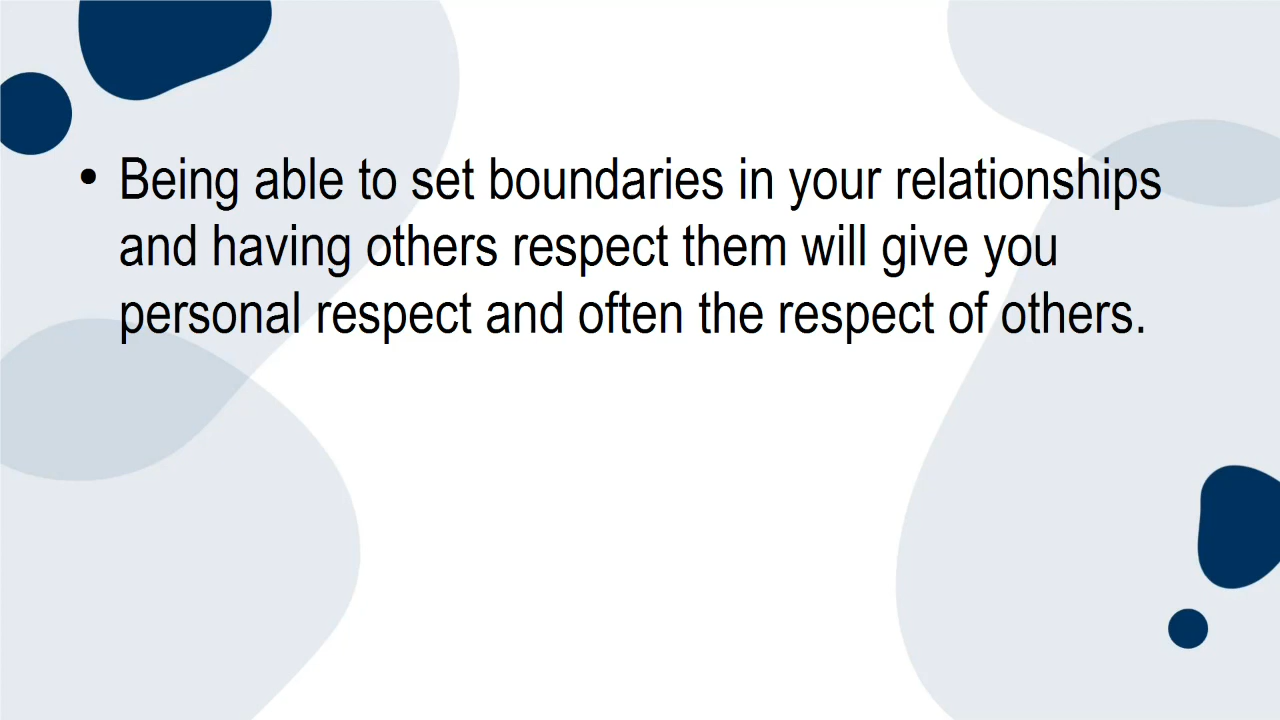 • Being able to set boundaries in your relationships
and having others respect them will give you
personal respect and often the respect of others.